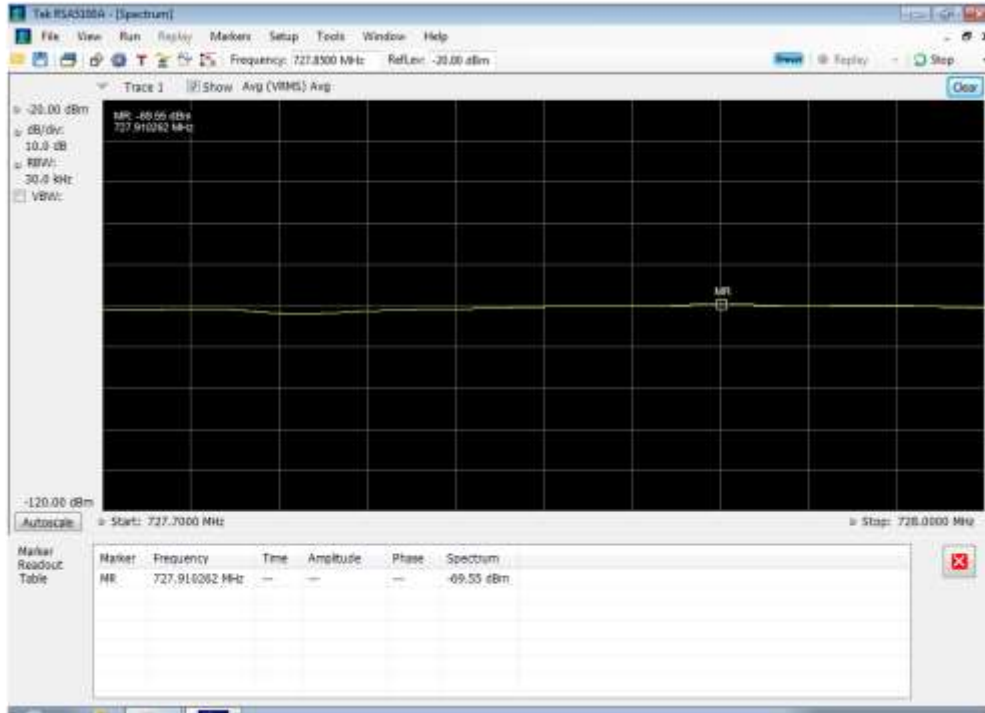 Tek RSA5100A - [Spectrum]
File View Run Replay Markers Setup Tools Window Help
Frequency: 727.8500 MHz RefLev: -20.00 dBm Preset Replay Stop
Trace 1 Show Avg (VRMS) Avg Clear
-20.00 dBm
dB/div:
10.0 dB
RBW:
30.0 kHz
VBW:
MR: -69.55 dBm
727.910262 MHz
MR
-120.00 dBm
Autoscale Start: 727.7000 MHz Stop: 728.0000 MHz
Marker
Readout
Table
Marker Frequency Time Amplitude Phase Spectrum
MR 727.910262 MHz --- --- --- -69.55 dBm